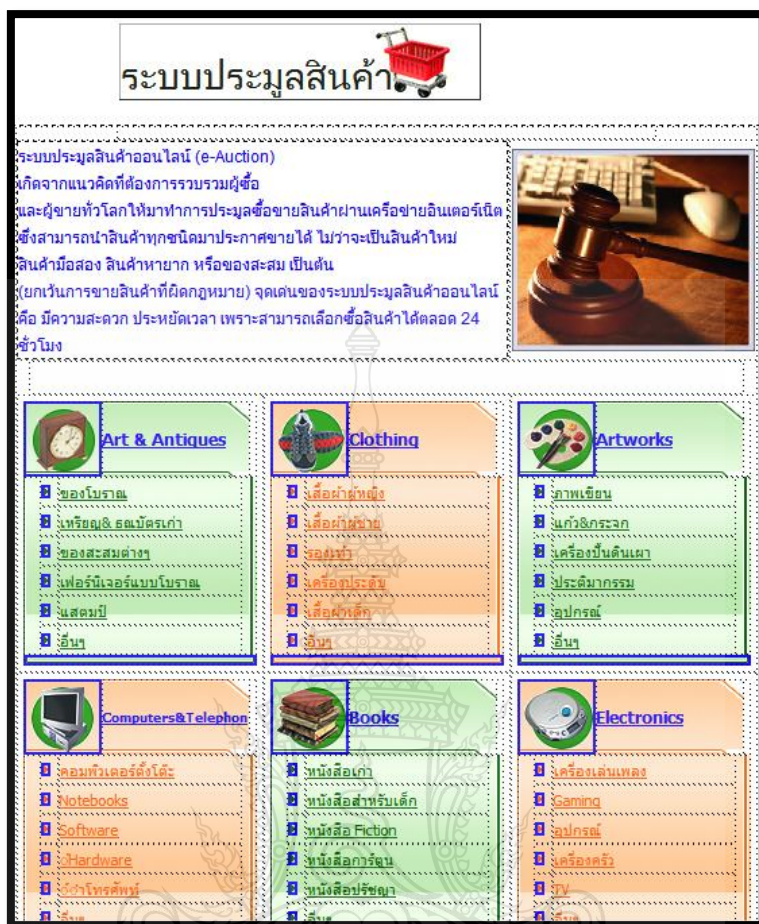 ระบบประมูลสินค้า
ระบบประมูลสินค้าออนไลน์ (e-Auction)
เกิดจากแนวคิดที่ต้องการรวบรวมผู้ซื้อ
และผู้ขายทั่วโลกให้มาทำการประมูลซื้อขายสินค้าผ่านเครือข่ายอินเตอร์เน็ต
ซึ่งสามารถนำสินค้าทุกชนิดมาประกาศขายได้ ไม่ว่าจะเป็นสินค้าใหม่
สินค้ามือสอง สินค้าหายาก หรือของสะสม เป็นต้น
(ยกเว้นการขายสินค้าที่ผิดกฎหมาย) จุดเด่นของระบบประมูลสินค้าออนไลน์
คือ มีความสะดวก ประหยัดเวลา เพราะสามารถเลือกซื้อสินค้าได้ตลอด 24
ชั่วโมง
Art & Antiques
ของโบราณ
เหรียญ& ธณบัตรเก่า
ของสะสมต่างๆ
เฟอร์นิเจอร์แบบโบราณ
แสตมป์
อื่นๆ
Clothing
เสื้อผ้าผู้หญิง
เสื้อผ้าผู้ชาย
รองเท้า
เครื่องประดับ
เสื้อผ้าเด็ก
อื่นๆ
Artworks
ภาพเขียน
แก้ว&กระจก
เครื่องปั้นดินเผา
ประติมากรรม
อุปกรณ์
อื่นๆ
Computers&Telephon
คอมพิวเตอร์ตั้งโต๊ะ
Notebooks
Software
Hardware
โทรศัพท์
อื่นๆ
Books
หนังสือเก่า
หนังสือสำหรับเด็ก
หนังสือ Fiction
หนังสือการ์ตูน
หนังสือปรัชญา
อื่นๆ
Electronics
เครื่องเล่นเพลง
Gaming
อุปกรณ์
เครื่องครัว
TV
อื่นๆ